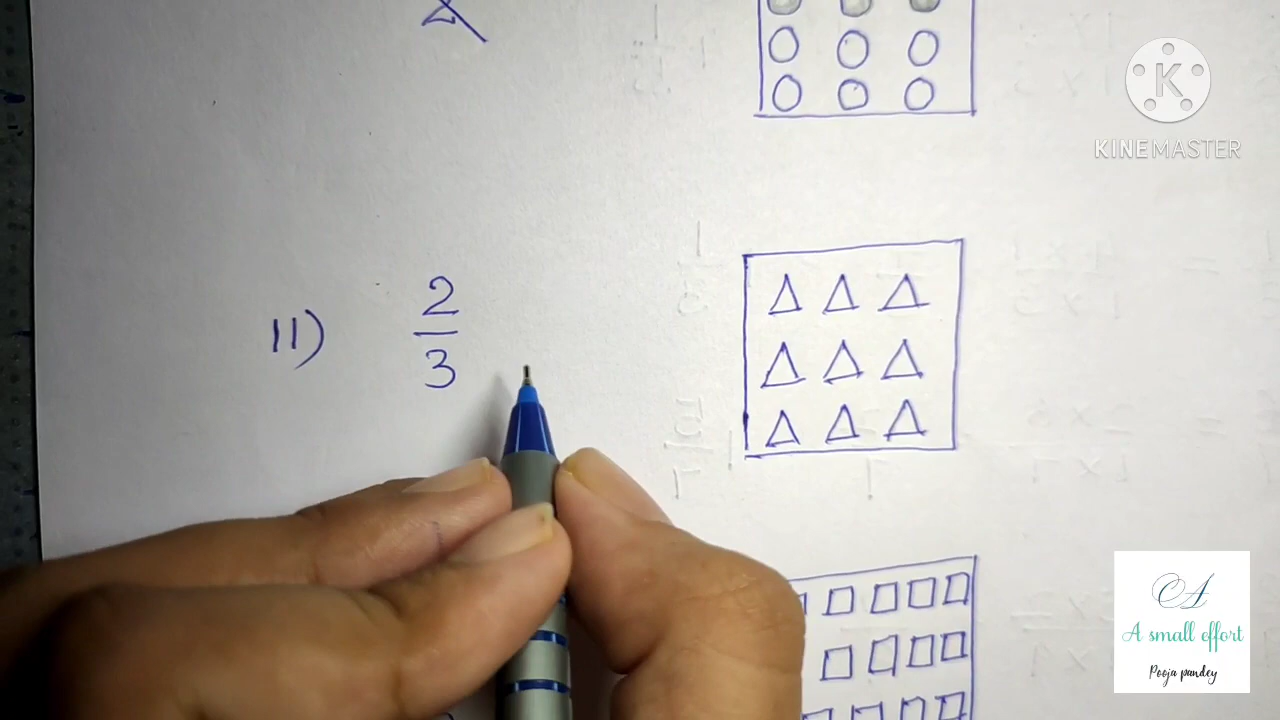 KINEMASTER
11) 2
3
A
A small effort
Pooja pandey